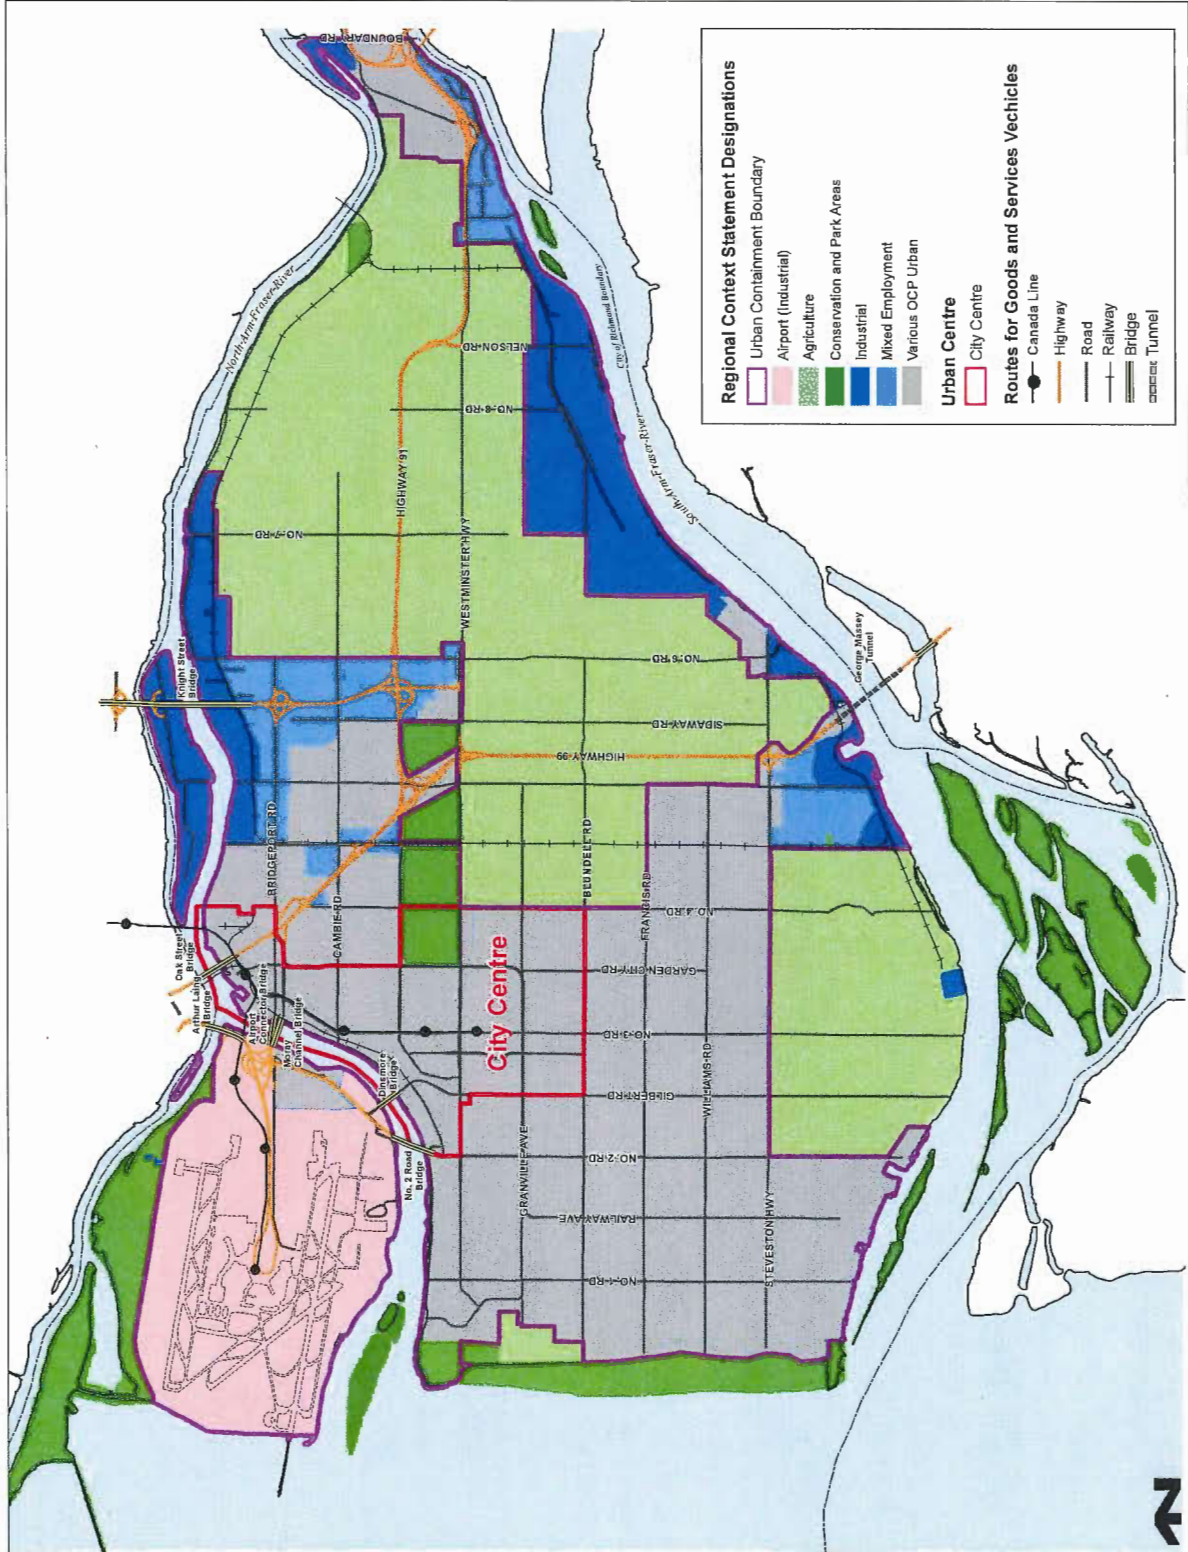 BOUNDARY RD
North-Arm-Fraser-River
NELSON RD
NO. 8 RD
HIGHWAY 91
NO. 7 RD
WESTMINSTER HWY
City of Richmond Boundary
South-Arm-Fraser-River
Knight Street
Bridge
NO. 6 RD
SIDAWAY RD
HIGHWAY 99
George Massey
Tunnel
BRIDGEPORT RD
CAMBIE RD
BLUNDELL RD
FRANCIS RD
NO. 4 RD
Oak Street
Bridge
Arthur Laing
Bridge
Airport
Connector Bridge
Moray
Channel Bridge
City Centre
GARDEN CITY RD
NO. 3 RD
Dinsmore
Bridge
GILBERT RD
WILLIAMS RD
No. 2 Road
Bridge
GRANVILLE AVE
NO. 2 RD
RAILWAY AVE
STEVESTON HWY
NO. 1 RD
Regional Context Statement Designations
Urban Containment Boundary
Airport (Industrial)
Agriculture
Conservation and Park Areas
Industrial
Mixed Employment
Various OCP Urban
Urban Centre
City Centre
Routes for Goods and Services Vechicles
Canada Line
Highway
Road
Railway
Bridge
Tunnel
N